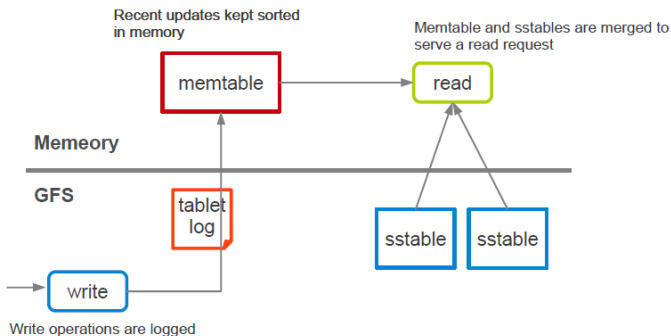 Recent updates kept sorted
in memory
Memtable and sstables are merged to
serve a read request
memtable
read
Memeory
GFS
tablet
log
sstable
sstable
write
Write operations are logged